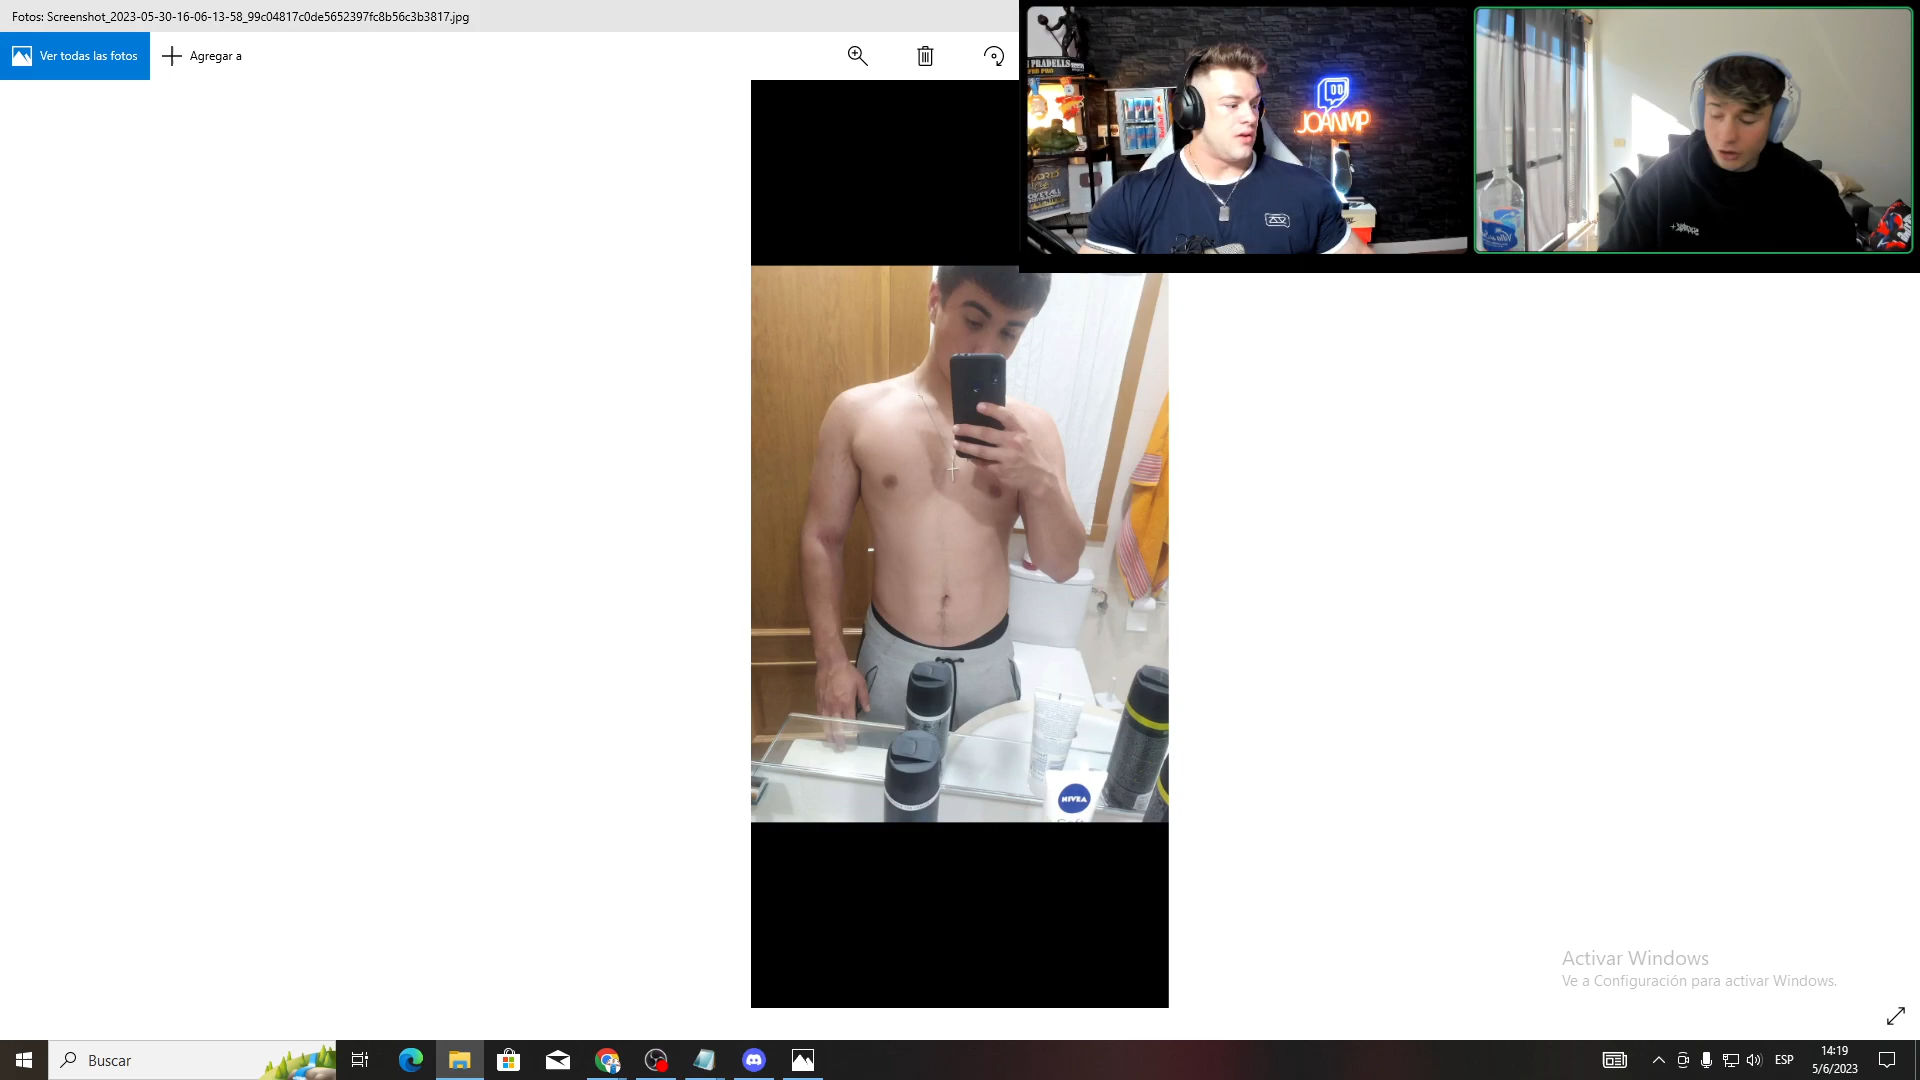 Fotos: Screenshot_2023-05-30-16-06-13-58_99c04817c0de5652397fc8b56c3b3817.jpg
Ver todas las fotos
Agregar a
PRADELLS
JOANMP
NIVEA
Activar Windows
Ve a Configuración para activar Windows.
Buscar
ESP
14:19
5/6/2023